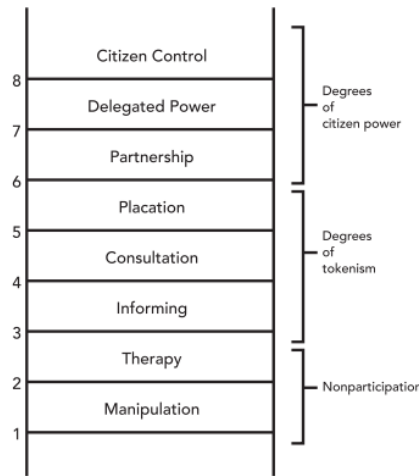 Citizen Control
8
Delegated Power
7
Partnership
6
Degrees
of
citizen power
Placation
5
Consultation
4
Informing
3
Degrees
of
tokenism
Therapy
2
Manipulation
1
Nonparticipation